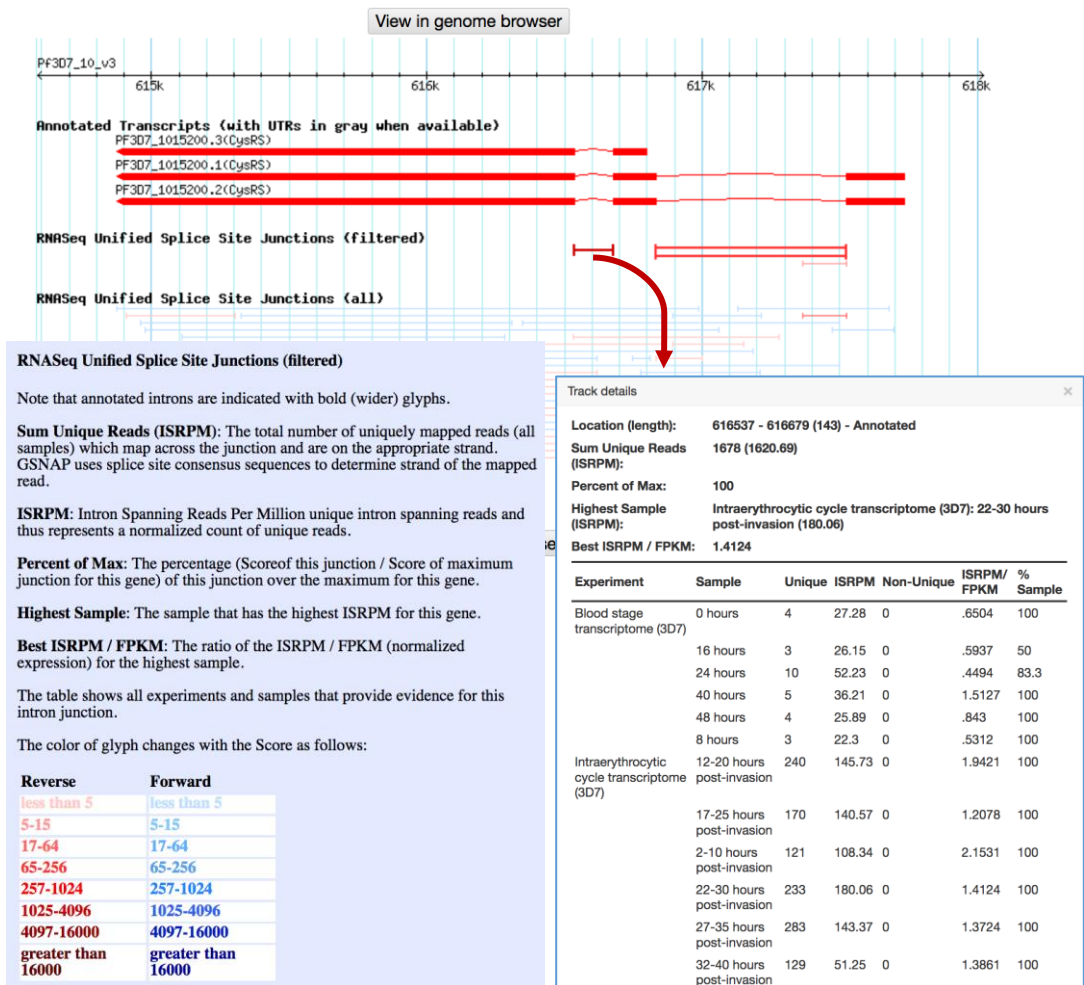 View in genome browser
Pf3D7_10_v3
615k 616k 617k 618k
Annotated Transcripts (with UTRs in gray when available)
PF3D7_1015200.3(CysRS)
PF3D7_1015200.1(CysRS)
PF3D7_1015200.2(CysRS)
RNASeq Unified Splice Site Junctions (filtered)
RNASeq Unified Splice Site Junctions (all)
RNASeq Unified Splice Site Junctions (filtered)
Note that annotated introns are indicated with bold (wider) glyphs.
Sum Unique Reads (ISRPM): The total number of uniquely mapped reads (all
samples) which map across the junction and are on the appropriate strand.
GSNAP uses splice site consensus sequences to determine strand of the mapped
read.
ISRPM: Intron Spanning Reads Per Million unique intron spanning reads and
thus represents a normalized count of unique reads.
Percent of Max: The percentage (Scoreof this junction / Score of maximum
junction for this gene) of this junction over the maximum for this gene.
Highest Sample: The sample that has the highest ISRPM for this gene.
Best ISRPM / FPKM: The ratio of the ISRPM / FPKM (normalized
expression) for the highest sample.
The table shows all experiments and samples that provide evidence for this
intron junction.
The color of glyph changes with the Score as follows:
Reverse Forward
less than 5 less than 5
5-15 5-15
17-64 17-64
65-256 65-256
257-1024 257-1024
1025-4096 1025-4096
4097-16000 4097-16000
greater than greater than
16000 16000
se
Track details ×
Location (length): 616537 - 616679 (143) - Annotated
Sum Unique Reads 1678 (1620.69)
(ISRPM):
Percent of Max: 100
Highest Sample Intraerythrocytic cycle transcriptome (3D7): 22-30 hours
(ISRPM): post-invasion (180.06)
Best ISRPM / FPKM: 1.4124
Experiment Sample Unique ISRPM Non-Unique ISRPM/ %
FPKM Sample
Blood stage 0 hours 4 27.28 0 .6504 100
transcriptome (3D7)
16 hours 3 26.15 0 .5937 50
24 hours 10 52.23 0 .4494 83.3
40 hours 5 36.21 0 1.5127 100
48 hours 4 25.89 0 .843 100
8 hours 3 22.3 0 .5312 100
Intraerythrocytic 12-20 hours 240 145.73 0 1.9421 100
cycle transcriptome post-invasion
(3D7)
17-25 hours 170 140.57 0 1.2078 100
post-invasion
2-10 hours 121 108.34 0 2.1531 100
post-invasion
22-30 hours 233 180.06 0 1.4124 100
post-invasion
27-35 hours 283 143.37 0 1.3724 100
post-invasion
32-40 hours 129 51.25 0 1.3861 100
post-invasion